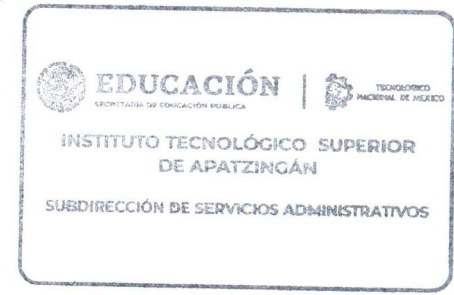 EDUCACIÓN
SECRETARÍA DE EDUCACIÓN PÚBLICA
TECNOLÓGICO
NACIONAL DE MÉXICO
INSTITUTO TECNOLÓGICO SUPERIOR
DE APATZINGÁN
SUBDIRECCIÓN DE SERVICIOS ADMINISTRATIVOS